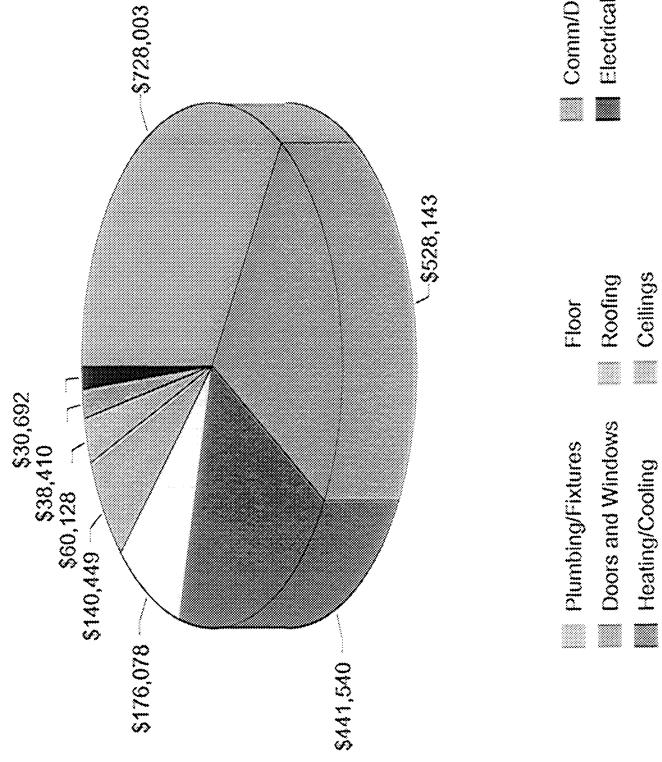 $30,692
$38,410
$60,128
$140,449
$728,003
$176,078
$441,540
$528,143
Plumbing/Fixtures
Doors and Windows
Heating/Cooling
Floor
Roofing
Ceilings
Comm/D
Electrical